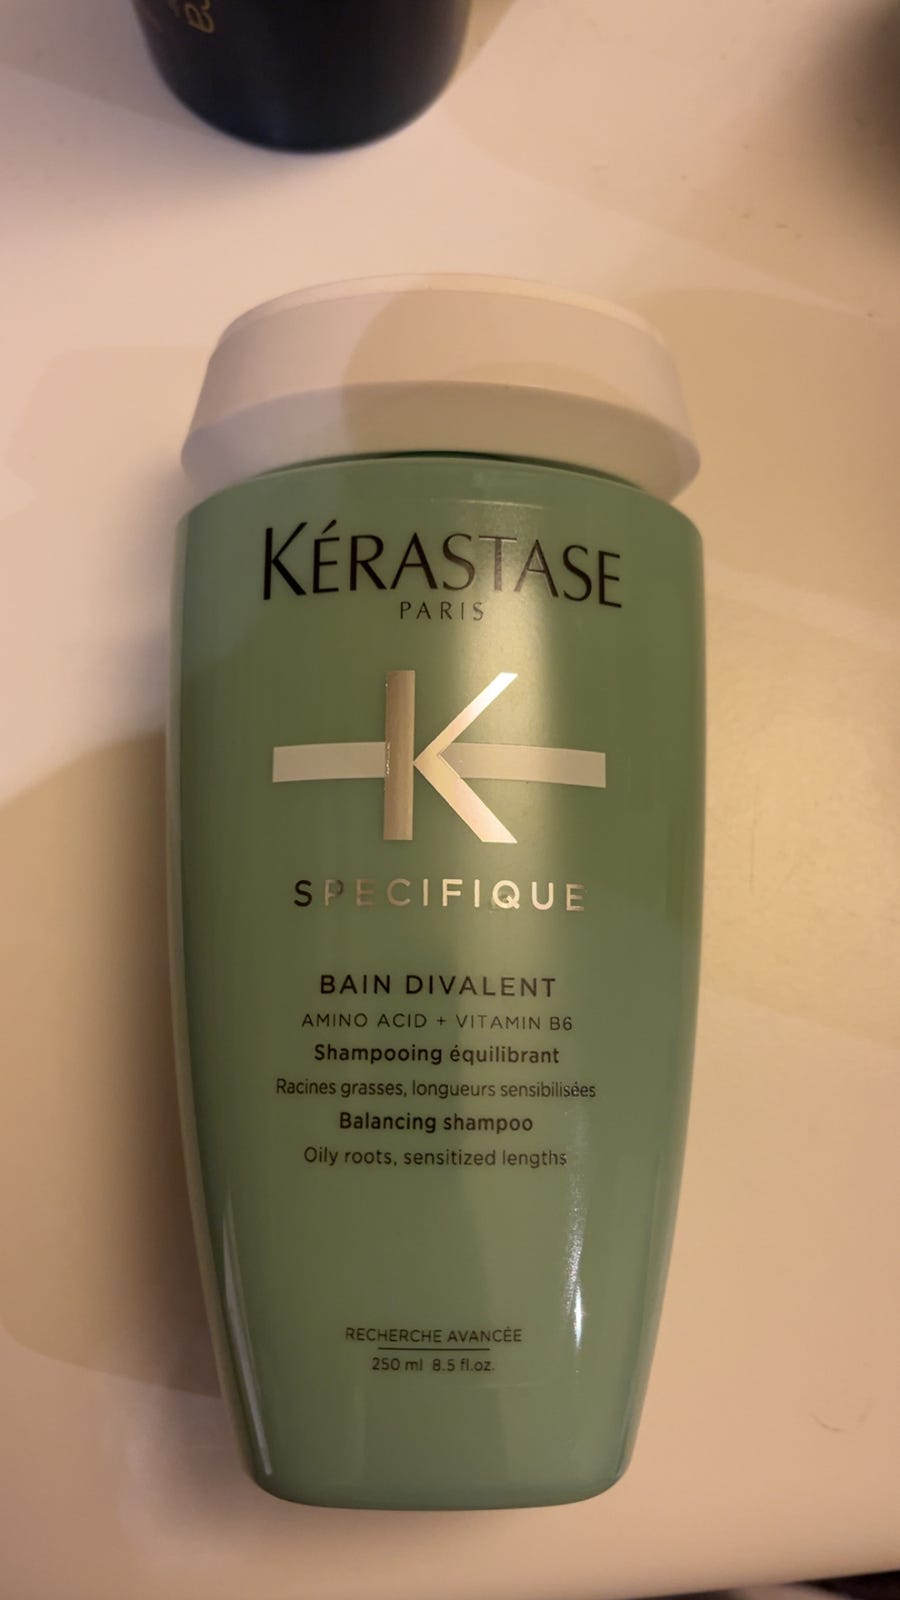 KÉRASTASE
PARIS
K
SPECIFIQUE
BAIN DIVALENT
AMINO ACID + VITAMIN B6
Shampooing équilibrant
Racines grasses, longueurs sensibilisées
Balancing shampoo
Oily roots, sensitized lengths
RECHERCHE AVANCÉE
250 ml 8.5 fl.oz.